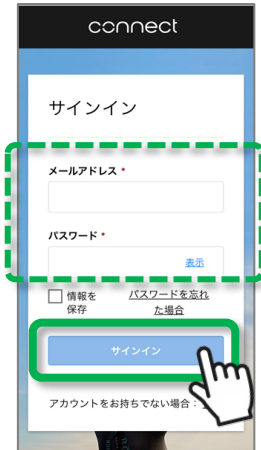 connect
サインイン
メールアドレス *
パスワード *
表示
情報を保存
パスワードを忘れた場合
サインイン
アカウントをお持ちでない場合：